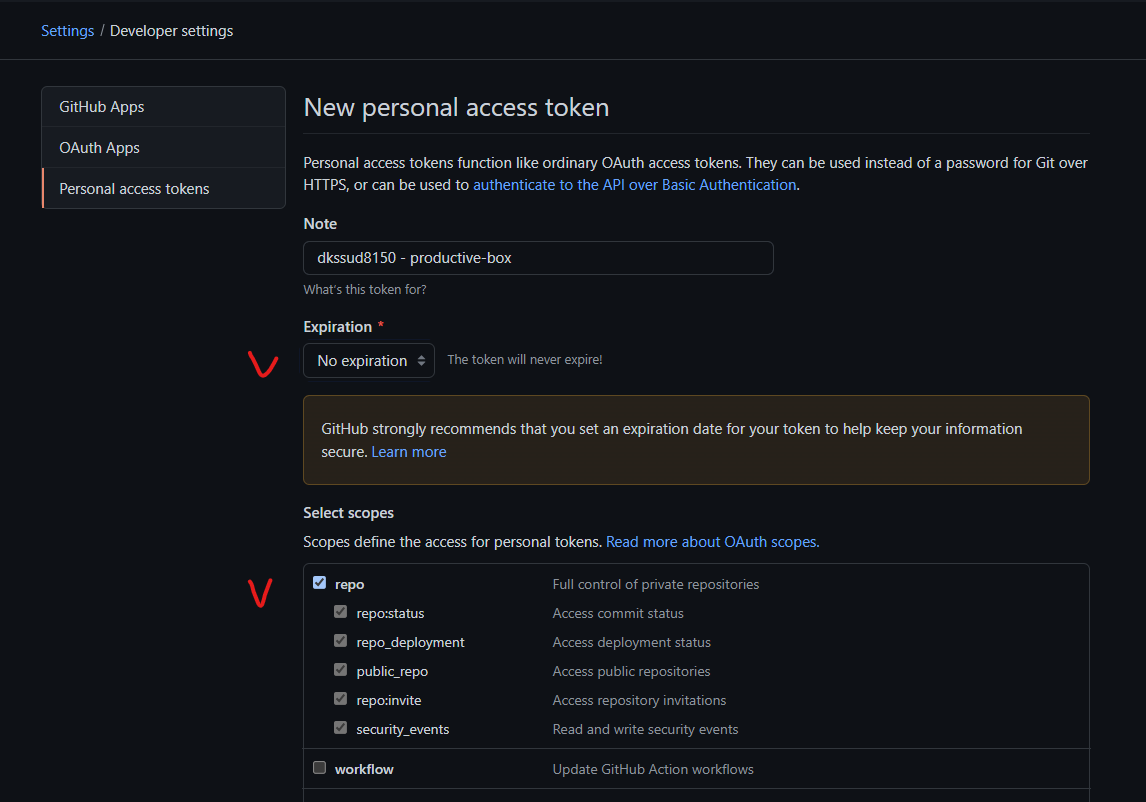 Settings / Developer settings
GitHub Apps
OAuth Apps
Personal access tokens
New personal access token
Personal access tokens function like ordinary OAuth access tokens. They can be used instead of a password for Git over
HTTPS, or can be used to authenticate to the API over Basic Authentication.
Note
dkssud8150 - productive-box
What's this token for?
Expiration *
No expiration The token will never expire!
GitHub strongly recommends that you set an expiration date for your token to help keep your information
secure. Learn more
Select scopes
Scopes define the access for personal tokens. Read more about OAuth scopes.
repo Full control of private repositories
repo:status Access commit status
repo_deployment Access deployment status
public_repo Access public repositories
repo:invite Access repository invitations
security_events Read and write security events
workflow Update GitHub Action workflows